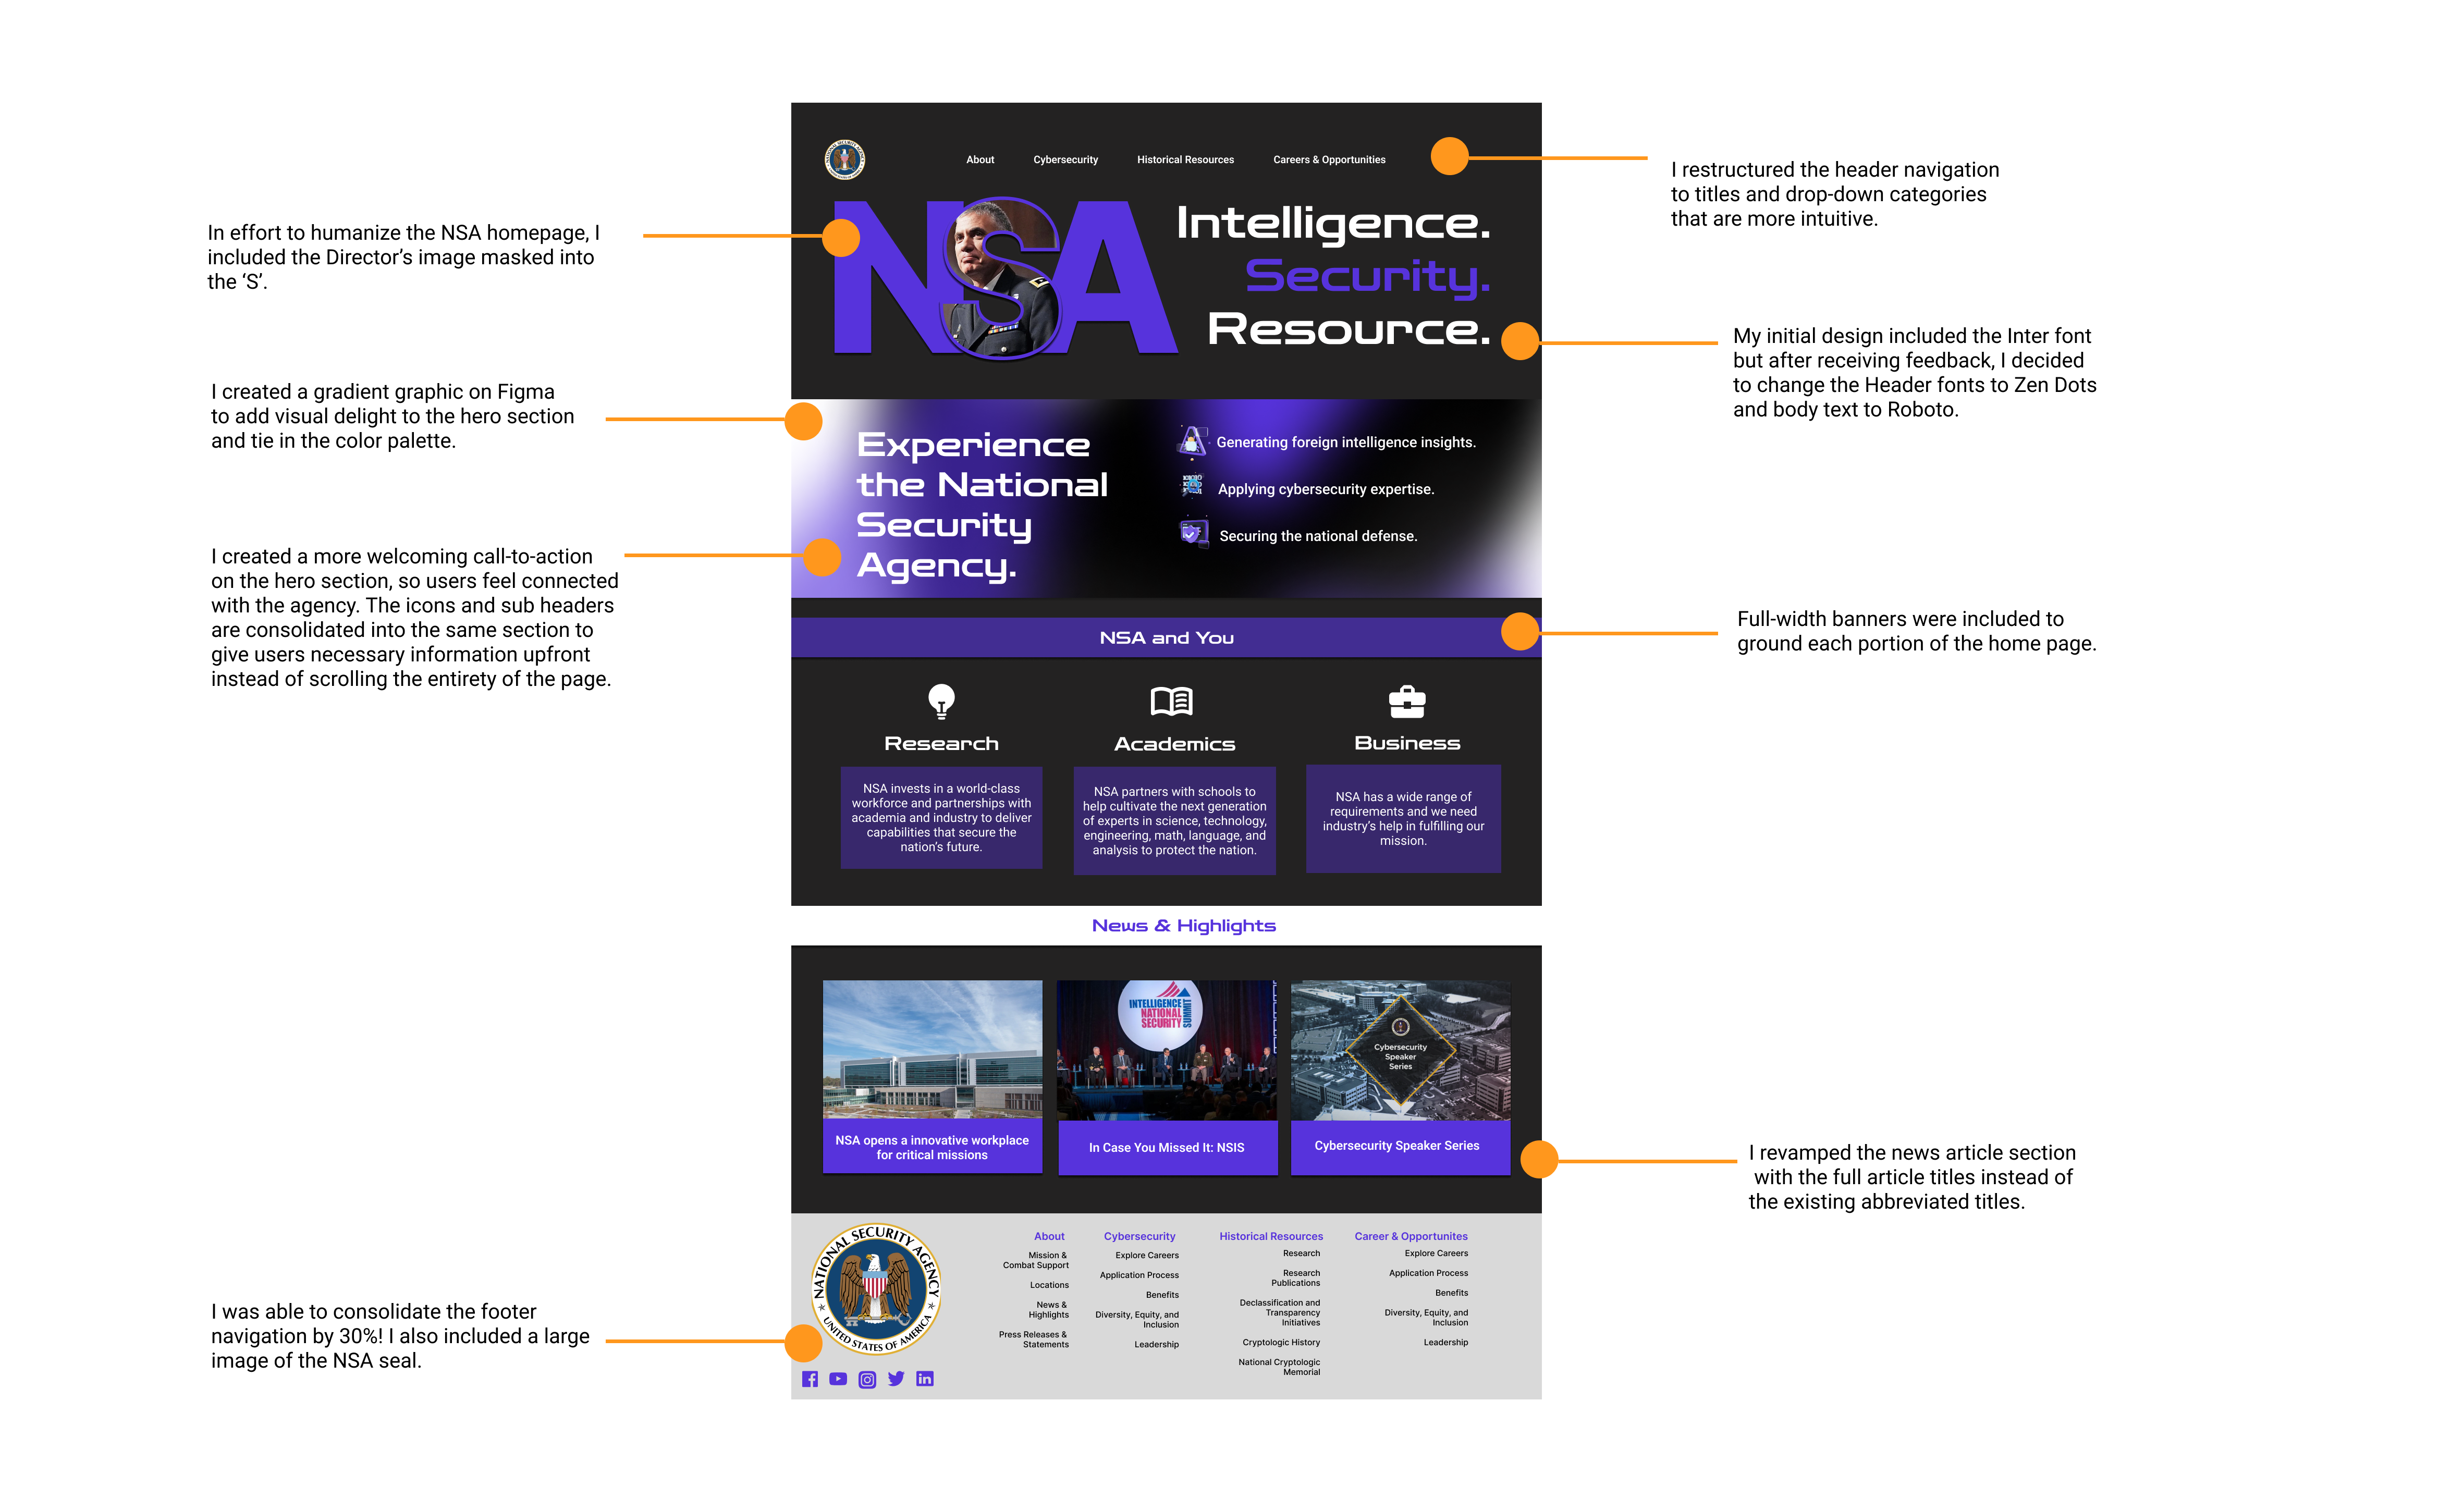 About Cybersecurity Historical Resources Careers & Opportunities
I restructured the header navigation
to titles and drop-down categories
that are more intuitive.
In effort to humanize the NSA homepage, I
included the Director's image masked into
the 'S'.
NSA
Intelligence.
Security.
Resource.
My initial design included the Inter font
but after receiving feedback, I decided
to change the Header fonts to Zen Dots
and body text to Roboto.
I created a gradient graphic on Figma
to add visual delight to the hero section
and tie in the color palette.
Experience
the National
Security
Agency.
Generating foreign intelligence insights.
Applying cybersecurity expertise.
Securing the national defense.
I created a more welcoming call-to-action
on the hero section, so users feel connected
with the agency. The icons and sub headers
are consolidated into the same section to
give users necessary information upfront
instead of scrolling the entirety of the page.
NSA and You
Full-width banners were included to
ground each portion of the home page.
Research
NSA invests in a world-class
workforce and partnerships with
academia and industry to deliver
capabilities that secure the
nation's future.
Academics
NSA partners with schools to
help cultivate the next generation
of experts in science, technology,
engineering, math, language, and
analysis to protect the nation.
Business
NSA has a wide range of
requirements and we need
industry's help in fulfilling our
mission.
News & Highlights
NSA opens a innovative workplace
for critical missions
INTELLIGENCE
NATIONAL
SECURITY
SUMMIT
In Case You Missed It: NSIS
Cybersecurity
Speaker
Series
Cybersecurity Speaker Series
I revamped the news article section
with the full article titles instead of
the existing abbreviated titles.
NATIONAL SECURITY AGENCY
UNITED STATES OF AMERICA
About
Mission &
Combat Support
Locations
News &
Highlights
Press Releases &
Statements
Cybersecurity
Explore Careers
Application Process
Benefits
Diversity, Equity, and
Inclusion
Leadership
Historical Resources
Research
Research
Publications
Declassification and
Transparency
Initiatives
Cryptologic History
National Cryptologic
Memorial
Career & Opportunites
Explore Careers
Application Process
Benefits
Diversity, Equity, and
Inclusion
Leadership
I was able to consolidate the footer
navigation by 30%! I also included a large
image of the NSA seal.